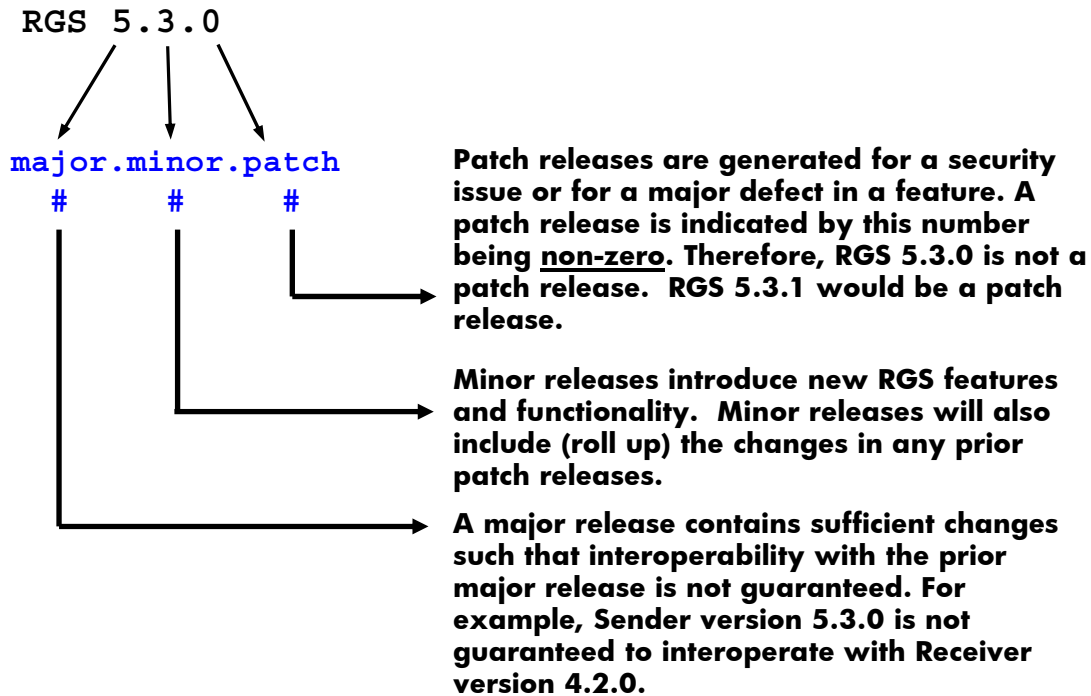 RGS 5.3.0
major.minor.patch
# # #
Patch releases are generated for a security
issue or for a major defect in a feature. A
patch release is indicated by this number
being non-zero. Therefore, RGS 5.3.0 is not a
patch release. RGS 5.3.1 would be a patch
release.
Minor releases introduce new RGS features
and functionality. Minor releases will also
include (roll up) the changes in any prior
patch releases.
A major release contains sufficient changes
such that interoperability with the prior
major release is not guaranteed. For
example, Sender version 5.3.0 is not
guaranteed to interoperate with Receiver
version 4.2.0.